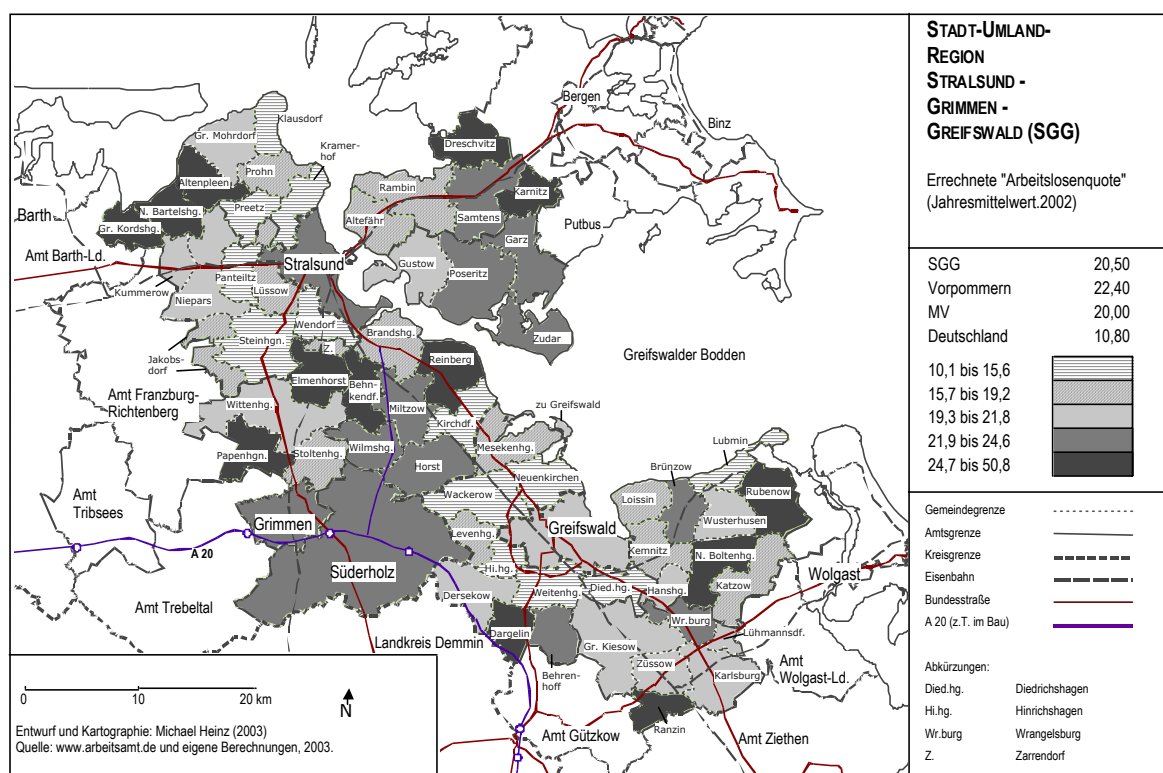 STADT-UMLAND-
REGION
STRALSUND -
GRIMMEN -
GREIFSWALD (SGG)
Errechnete "Arbeitslosenquote"
(Jahresmittelwert.2002)
SGG 20,50
Vorpommern 22,40
MV 20,00
Deutschland 10,80
10,1 bis 15,6
15,7 bis 19,2
19,3 bis 21,8
21,9 bis 24,6
24,7 bis 50,8
Gemeindegrenze
Amtsgrenze
Kreisgrenze
Eisenbahn
Bundesstraße
A 20 (z.T. im Bau)
Abkürzungen:
Died.hg. Diedrichshagen
Hi.hg. Hinrichshagen
Wr.burg Wrangelsburg
Z. Zarrendorf
Klausdorf
Gr. Mohrdorf
Kramer-
hof
Prohn
Altenpleen
Preetz
N. Bartelshg.
Gr. Kordshg.
Barth
Amt Barth-Ld.
Kummerow
Niepars
Panteiltz
Lüssow
Stralsund
Bergen
Binz
Dreschvitz
Rambin
Karnitz
Altefähr
Samtens
Putbus
Garz
Gustow
Poseritz
Zudar
Greifswalder Bodden
Wendorf
Brandshg.
Steinhgn.
Z.
Jakobs-
dorf
Reinberg
Elmenhorst
Behn-
kendf.
Amt Franzburg-
Richtenberg
Wittenhg.
Miltzow
zu Greifswald
Kirchdf.
Papenhgn.
Stoltenhg.
Wilmshg.
Mesekenhg.
Horst
Lubmin
Brünzow
Neuenkirchen
Rubenow
Amt
Tribsees
Wackerow
Loissin
Grimmen
Greifswald
Wusterhusen
Levenhg.
Kemnitz
N. Boltenhg.
A 20
Süderholz
Hi.hg.
Wolgast
Katzow
Weitenhg.
Died.hg.
Hanshg.
Dersekow
Amt Trebeltal
Wr.burg
Lühmannsdf.
Dargelin
Landkreis Demmin
Gr. Kiesow
Züssow
Amt
Wolgast-Ld.
Behren-
hoff
Karlsburg
Ranzin
Amt Gützkow
Amt Ziethen
0 10 20 km
N
Entwurf und Kartographie: Michael Heinz (2003)
Quelle: www.arbeitsamt.de und eigene Berechnungen, 2003.